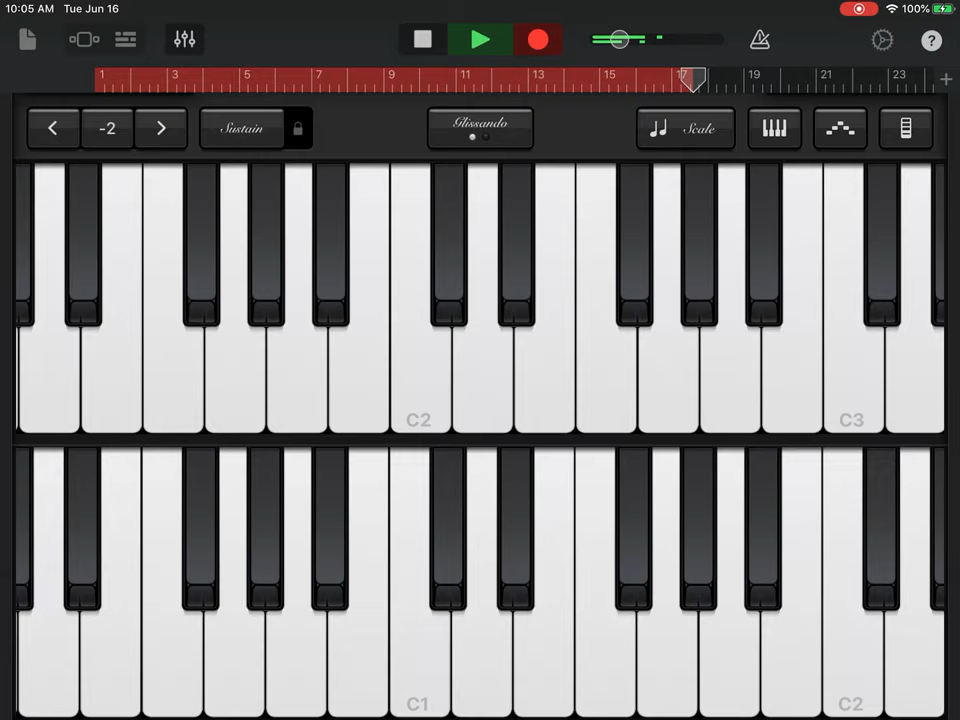 10:05 AM Tue Jun 16 100%
?
1 3 5 7 9 11 13 15 17 19 21 23 +
-2 Sustain Glissando Scale
C2 C3
C1 C2